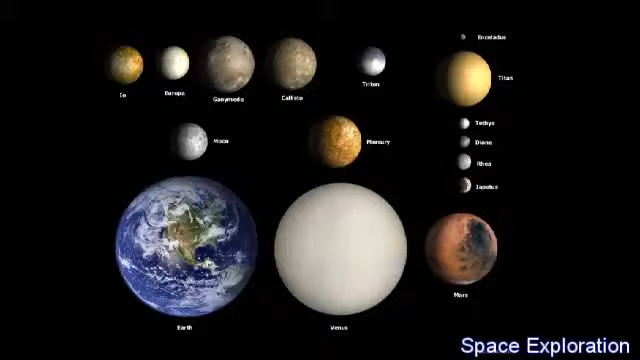 Enceladus
Io
Europa
Ganymede
Callisto
Triton
Titan
Moon
Mercury
Tethys
Dione
Rhea
Iapetus
Earth
Venus
Mars
Space Exploration